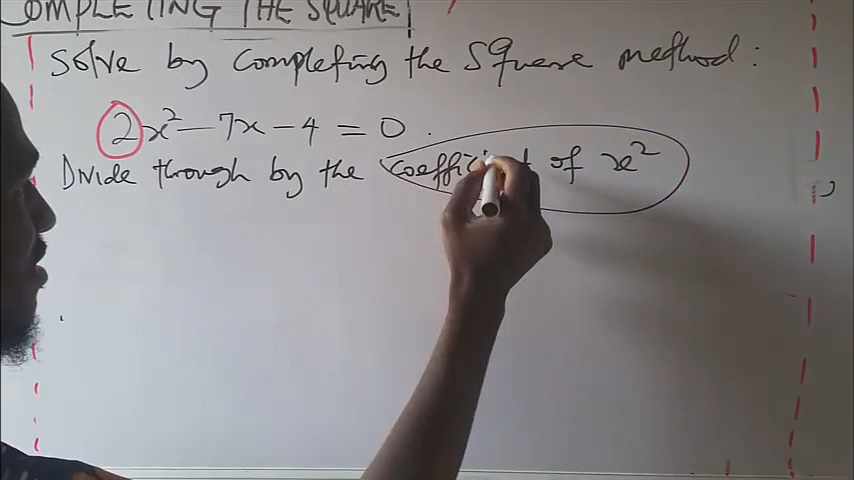 COMPLETING THE SQUARE
Solve by completing the Square method:
2x² - 7x - 4 = 0.
Divide through by the coefficient of x²